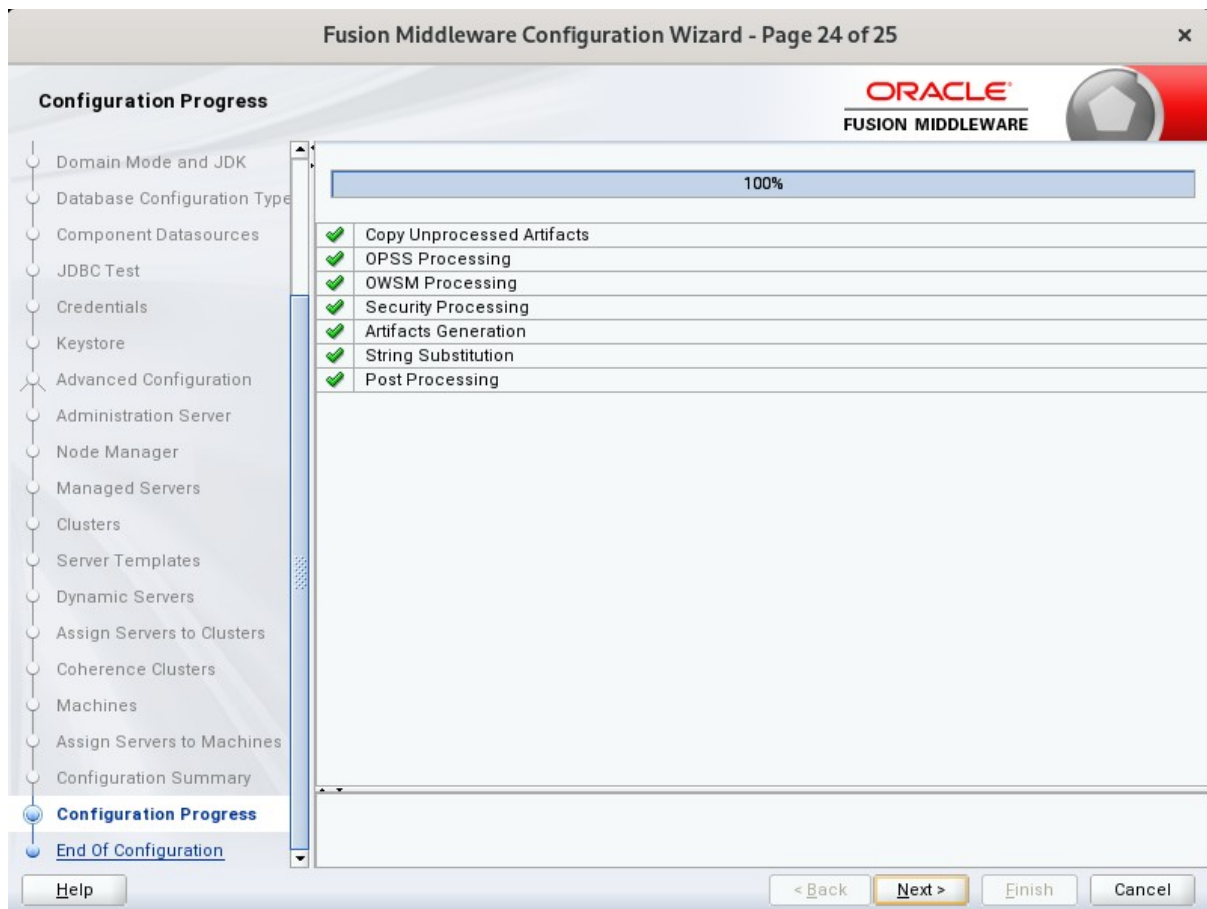 Fusion Middleware Configuration Wizard - Page 24 of 25
Configuration Progress
ORACLE
FUSION MIDDLEWARE
Domain Mode and JDK
Database Configuration Type
Component Datasources
JDBC Test
Credentials
Keystore
Advanced Configuration
Administration Server
Node Manager
Managed Servers
Clusters
Server Templates
Dynamic Servers
Assign Servers to Clusters
Coherence Clusters
Machines
Assign Servers to Machines
Configuration Summary
Configuration Progress
End Of Configuration
100%
Copy Unprocessed Artifacts
OPSS Processing
OWSM Processing
Security Processing
Artifacts Generation
String Substitution
Post Processing
Help
< Back
Next >
Finish
Cancel